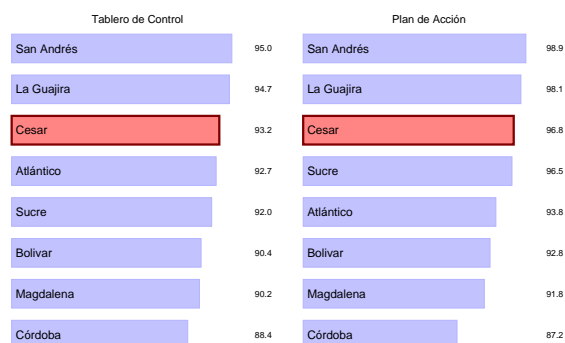 Tablero de Control
San Andrés 95.0
La Guajira 94.7
Cesar 93.2
Atlántico 92.7
Sucre 92.0
Bolivar 90.4
Magdalena 90.2
Córdoba 88.4
Plan de Acción
San Andrés 98.9
La Guajira 98.1
Cesar 96.8
Sucre 96.5
Atlántico 93.8
Bolivar 92.8
Magdalena 91.8
Córdoba 87.2